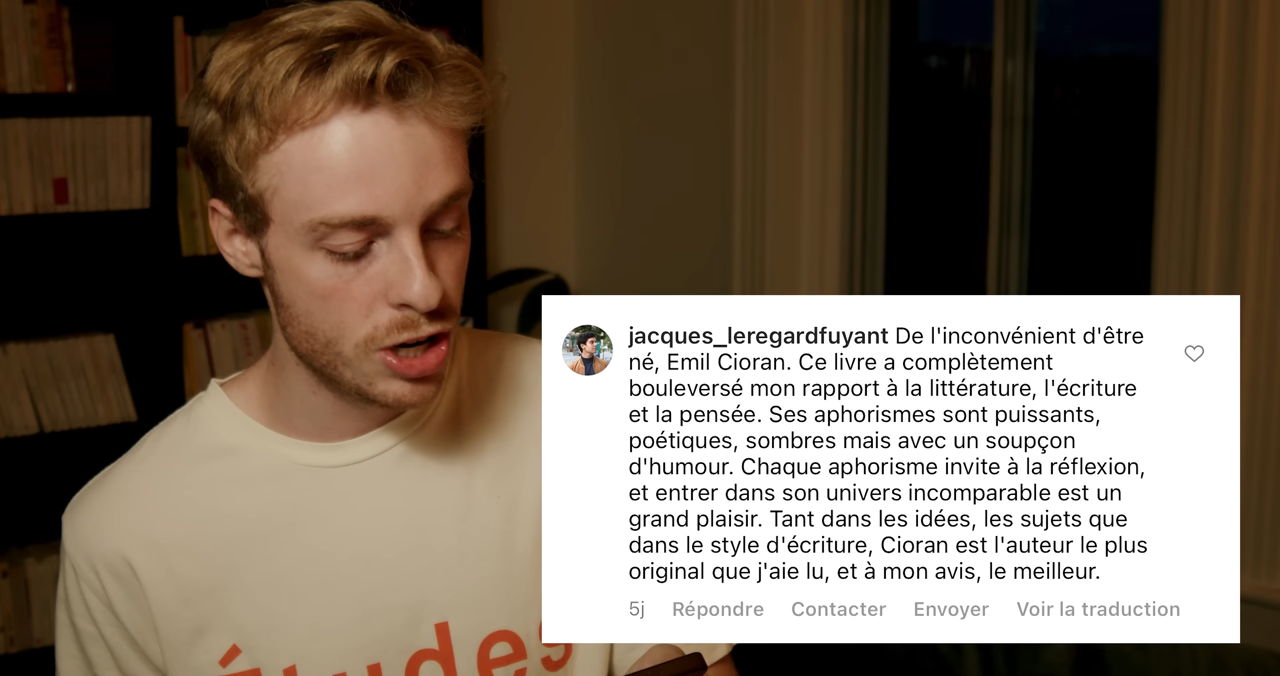 jacques_leregardfuyant De l'inconvénient d'être
né, Emil Cioran. Ce livre a complètement
bouleversé mon rapport à la littérature, l'écriture
et la pensée. Ses aphorismes sont puissants,
poétiques, sombres mais avec un soupçon
d'humour. Chaque aphorisme invite à la réflexion,
et entrer dans son univers incomparable est un
grand plaisir. Tant dans les idées, les sujets que
dans le style d'écriture, Cioran est l'auteur le plus
original que j'aie lu, et à mon avis, le meilleur.
5j Répondre Contacter Envoyer Voir la traduction
Études